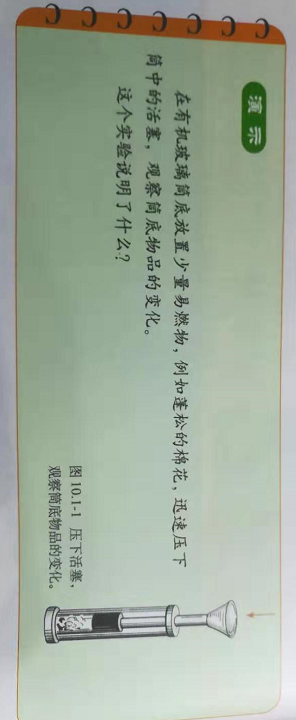 演示
在有机玻璃筒底放置少量易燃物，例如蓬松的棉花，迅速压下
筒中的活塞，观察筒底物品的变化。
这个实验说明了什么？
图 10.1-1 压下活塞，
观察筒底物品的变化。